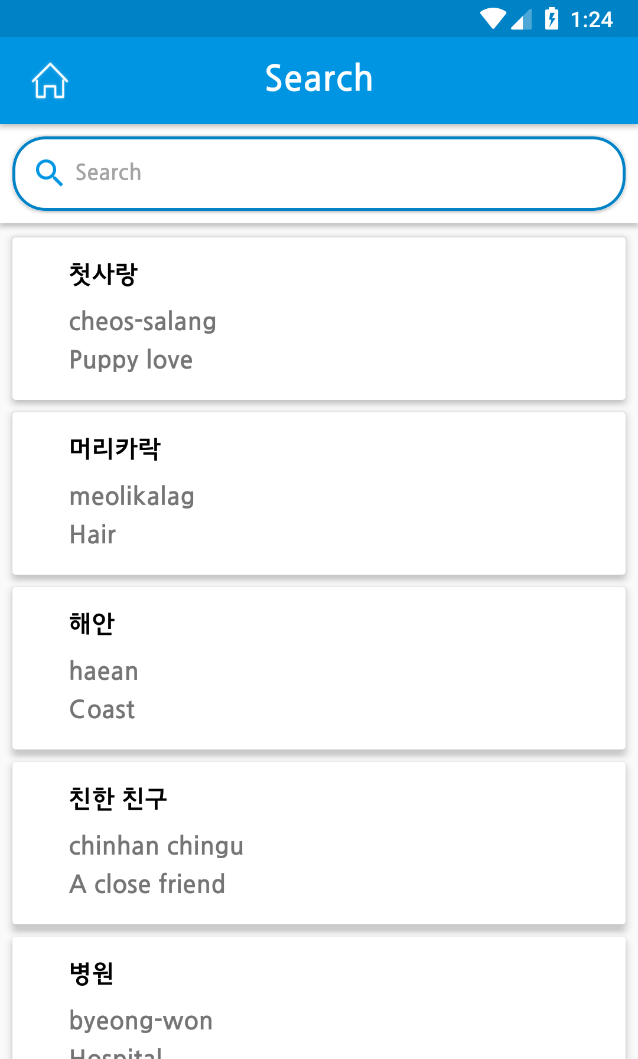 1:24
Search
Search
첫사랑
cheos-salang
Puppy love
머리카락
meolikalag
Hair
해안
haean
Coast
친한 친구
chinhan chingu
A close friend
병원
byeong-won
Hospital